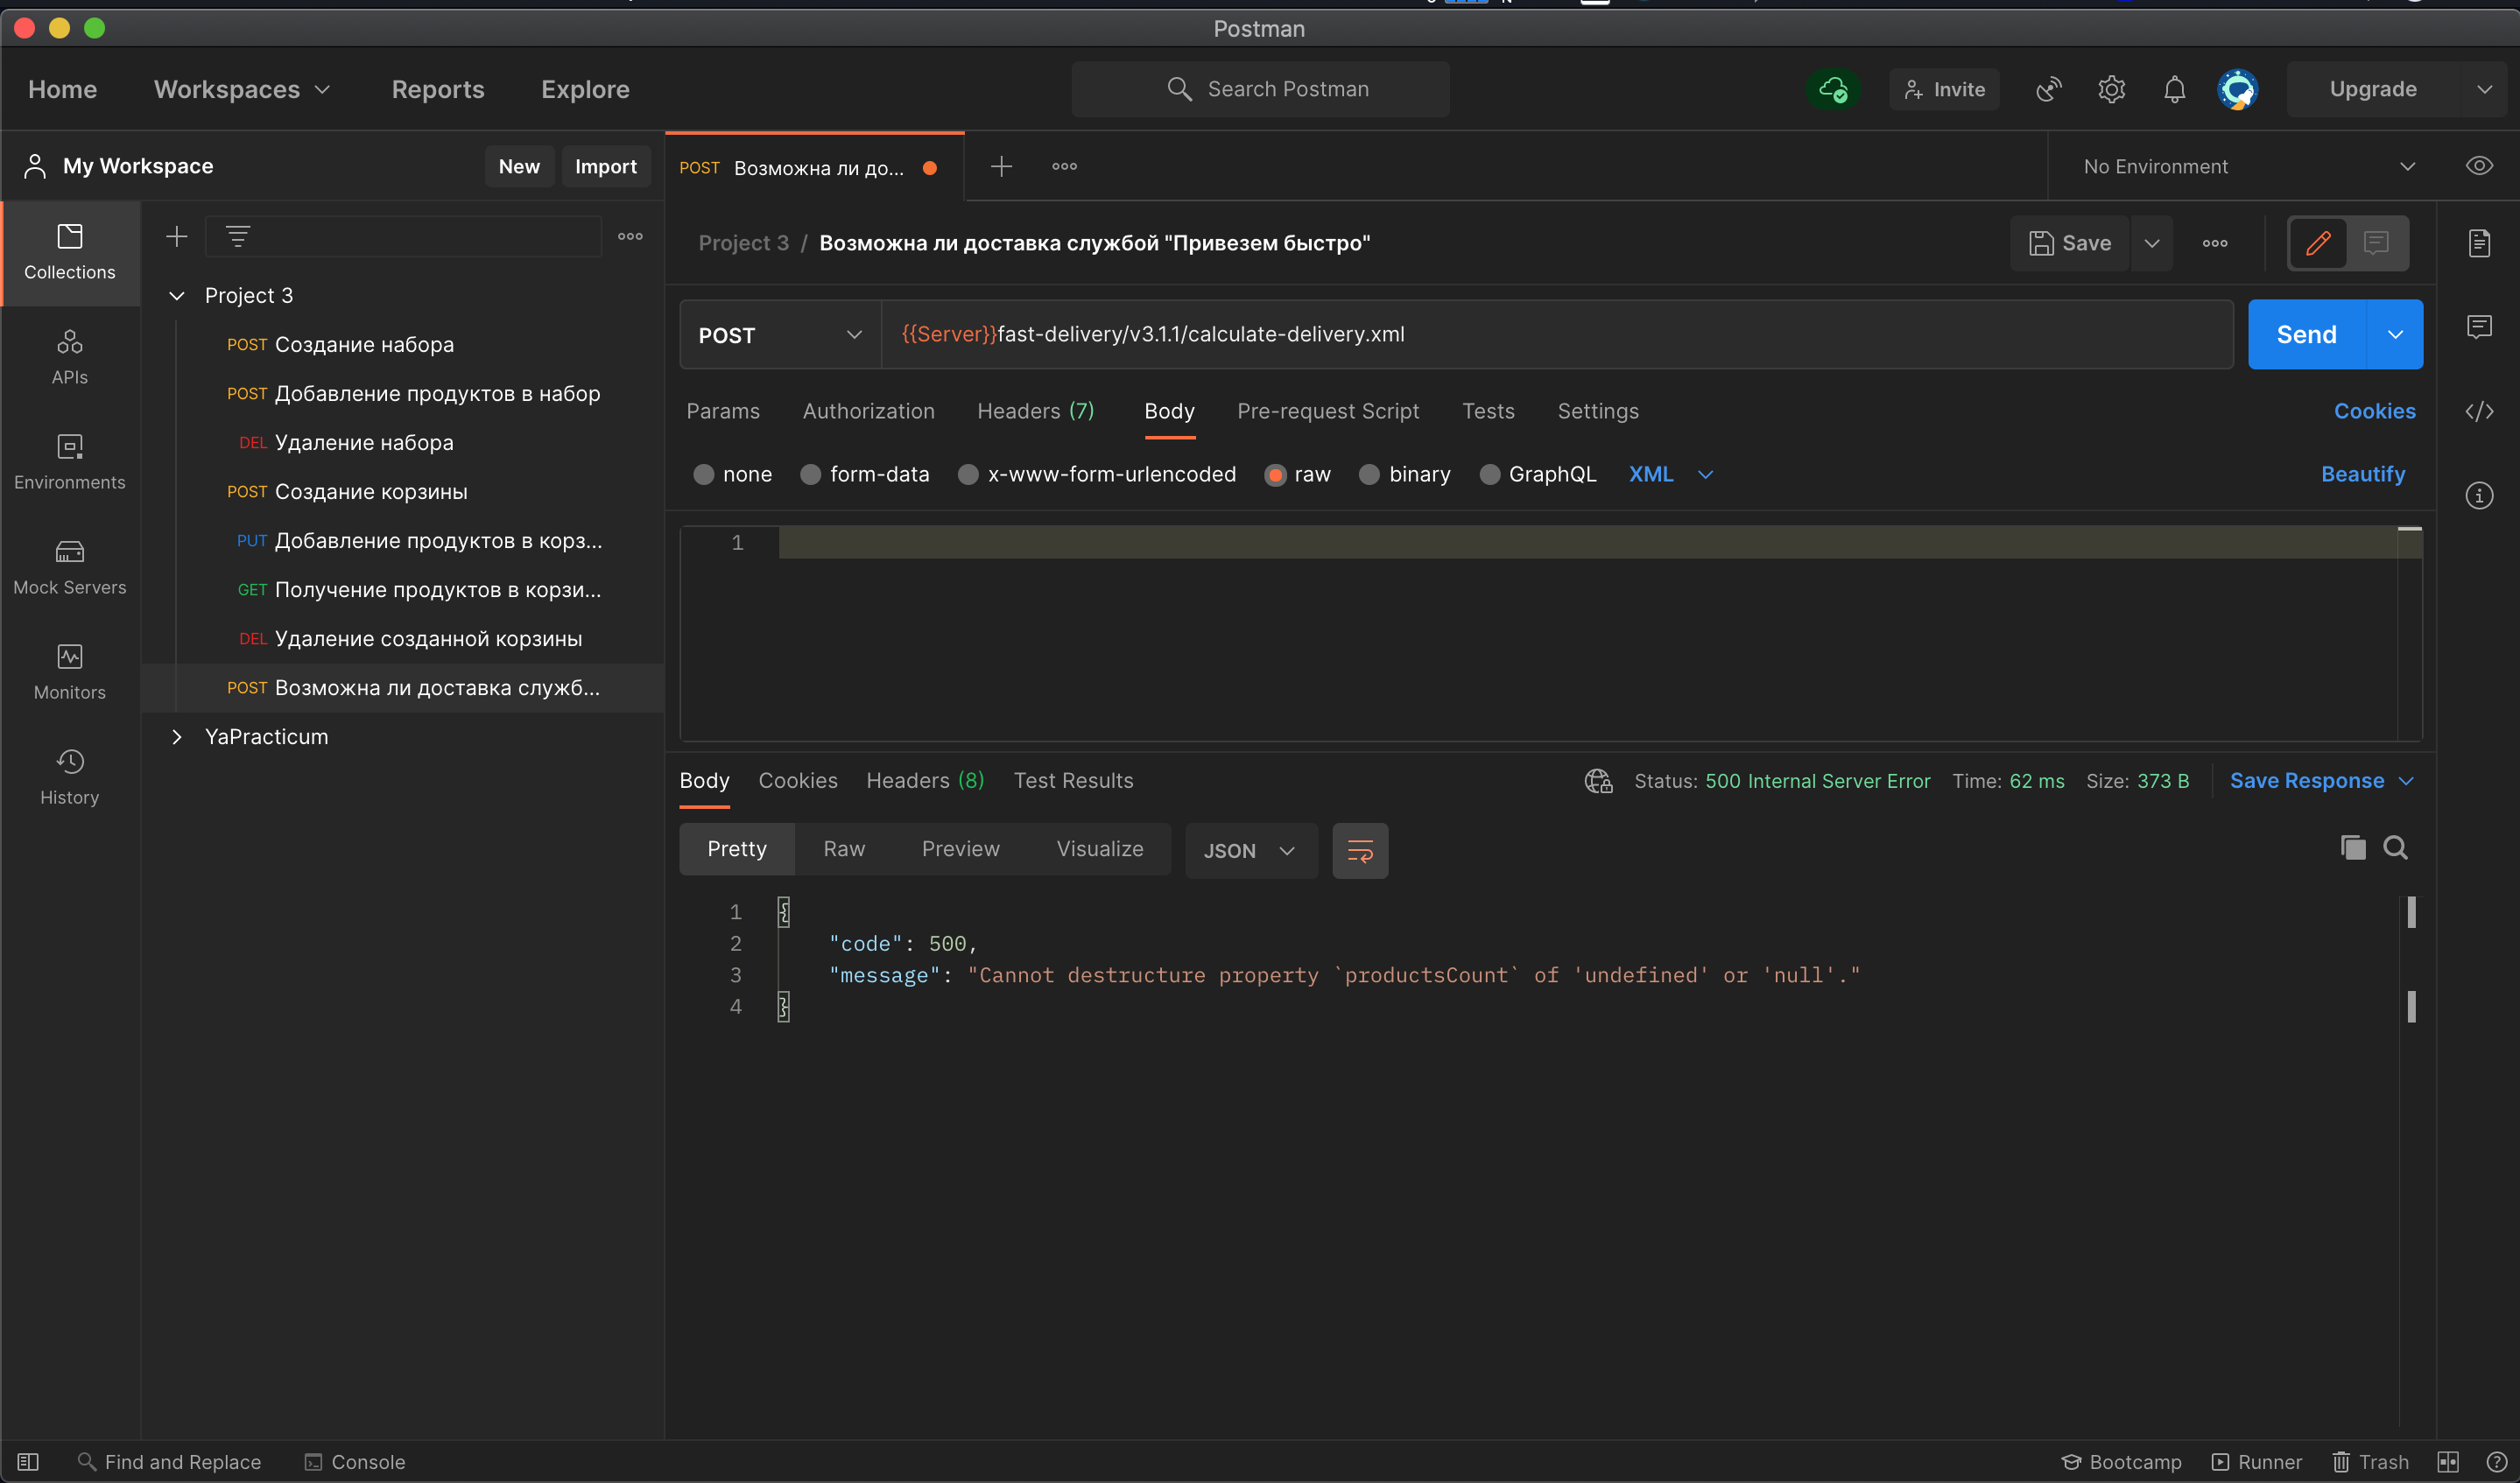 Postman
Home Workspaces Reports Explore Search Postman Invite Upgrade
My Workspace New Import
POST Возможна ли до... ooo No Environment
Collections
APIs
Environments
Mock Servers
Monitors
History
Project 3
POST Создание набора
POST Добавление продуктов в набор
DEL Удаление набора
POST Создание корзины
PUT Добавление продуктов в корз...
GET Получение продуктов в корзи...
DEL Удаление созданной корзины
POST Возможна ли доставка служб...
YaPracticum
Project 3 / Возможна ли доставка службой "Привезем быстро" Save
POST {{Server}}fast-delivery/v3.1.1/calculate-delivery.xml Send
Params Authorization Headers (7) Body Pre-request Script Tests Settings Cookies
none form-data x-www-form-urlencoded raw binary GraphQL XML Beautify
1
Body Cookies Headers (8) Test Results Status: 500 Internal Server Error Time: 62 ms Size: 373 B Save Response
Pretty Raw Preview Visualize JSON
1 {
2 "code": 500,
3 "message": "Cannot destructure property `productsCount` of 'undefined' or 'null'."
4 }
Find and Replace Console Bootcamp Runner Trash